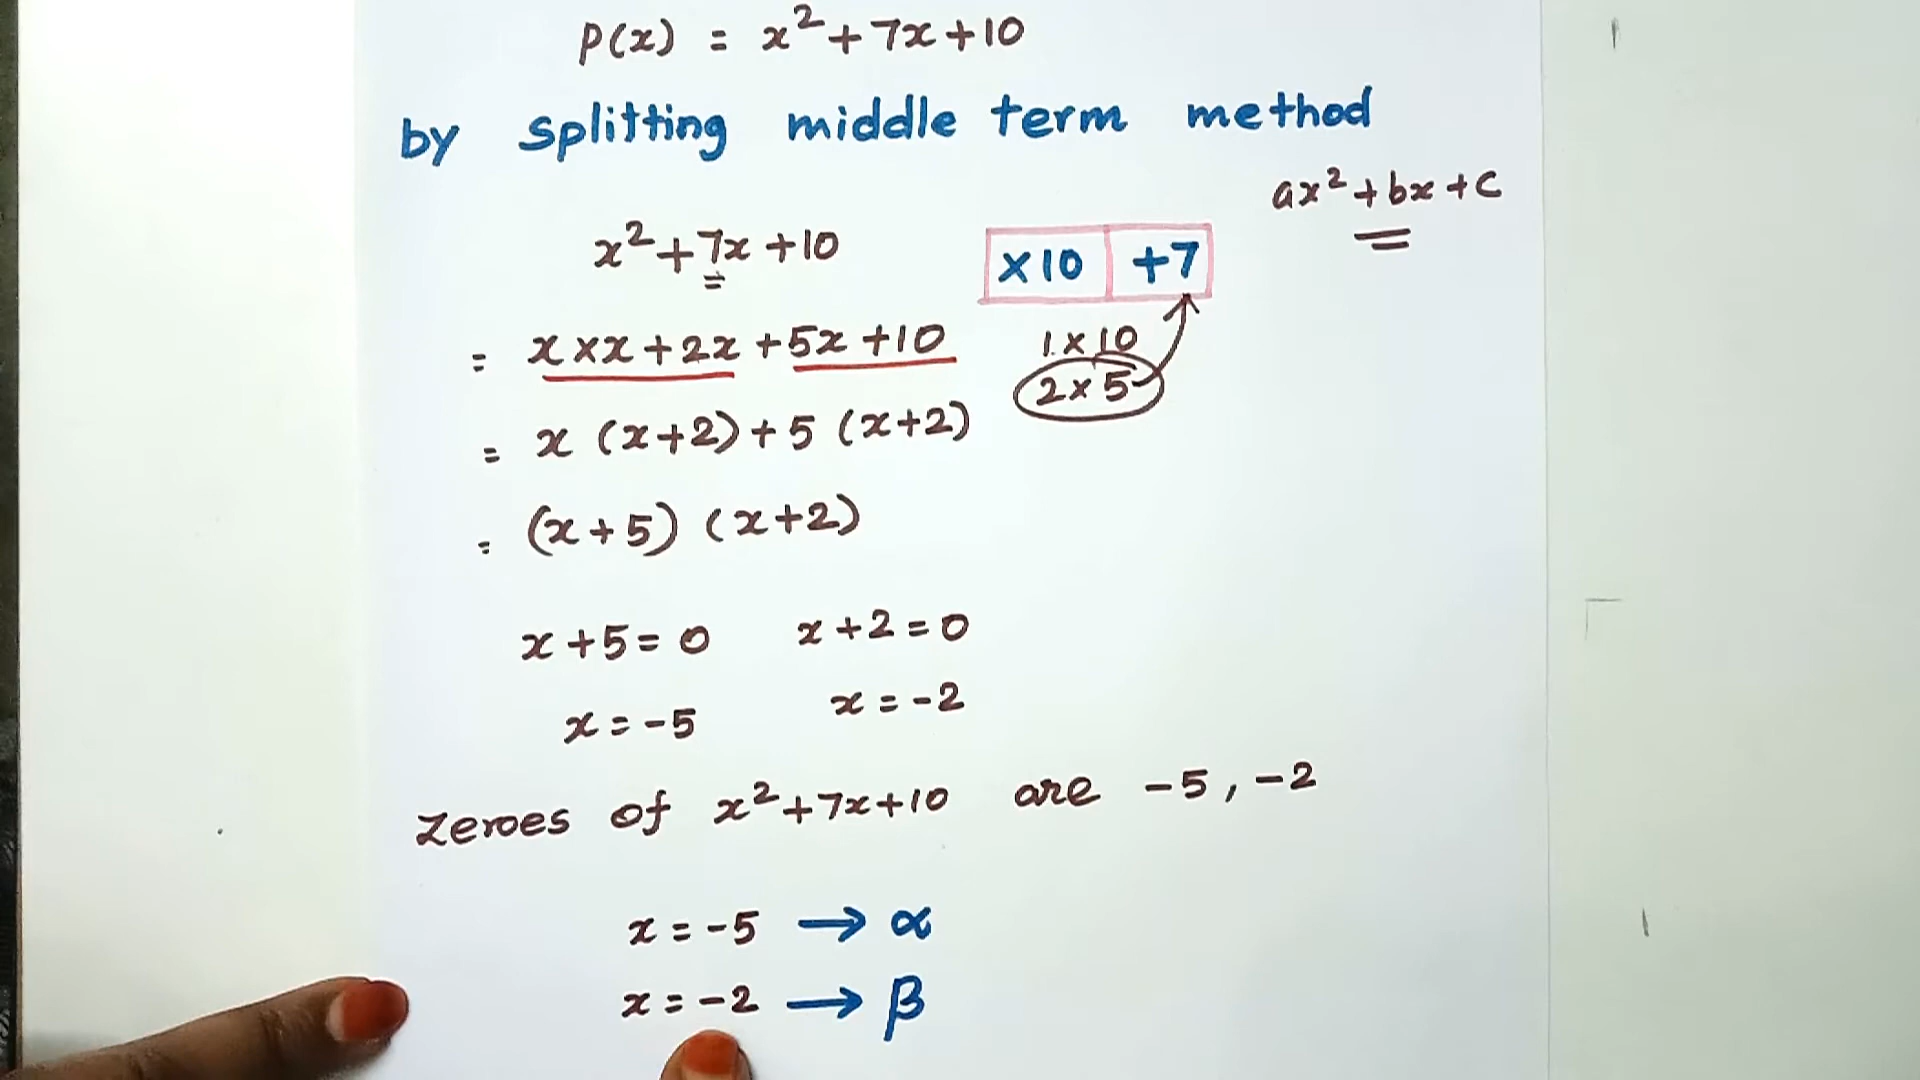 P(x) = x² + 7x + 10
by splitting middle term method
ax² + bx + c
x² + 7x + 10
×10 +7
= x × x + 2x + 5x + 10
1 × 10
2 × 5
= x (x+2) + 5 (x+2)
= (x + 5) (x + 2)
x + 5 = 0 x + 2 = 0
x = -5 x = -2
zeroes of x² + 7x + 10 are -5, -2
x = -5 → α
x = -2 → β